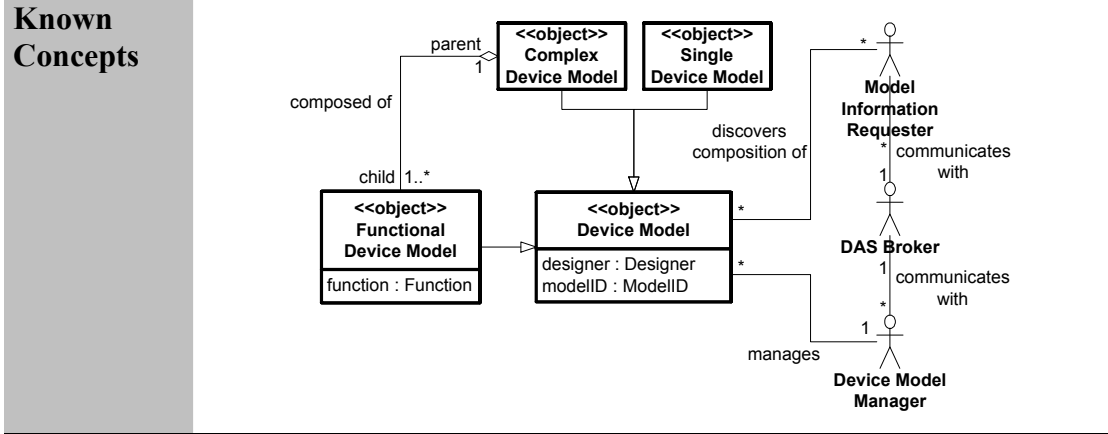 Known
Concepts
parent
1
<<object>>
Complex
Device Model
<<object>>
Single
Device Model
*
Model
Information
Requester
composed of
discovers
composition of
*
communicates
with
1
child 1..*
<<object>>
Functional
Device Model
function : Function
<<object>>
Device Model
designer : Designer
modelID : ModelID
*
*
DAS Broker
1
communicates
with
*
1
manages
Device Model
Manager